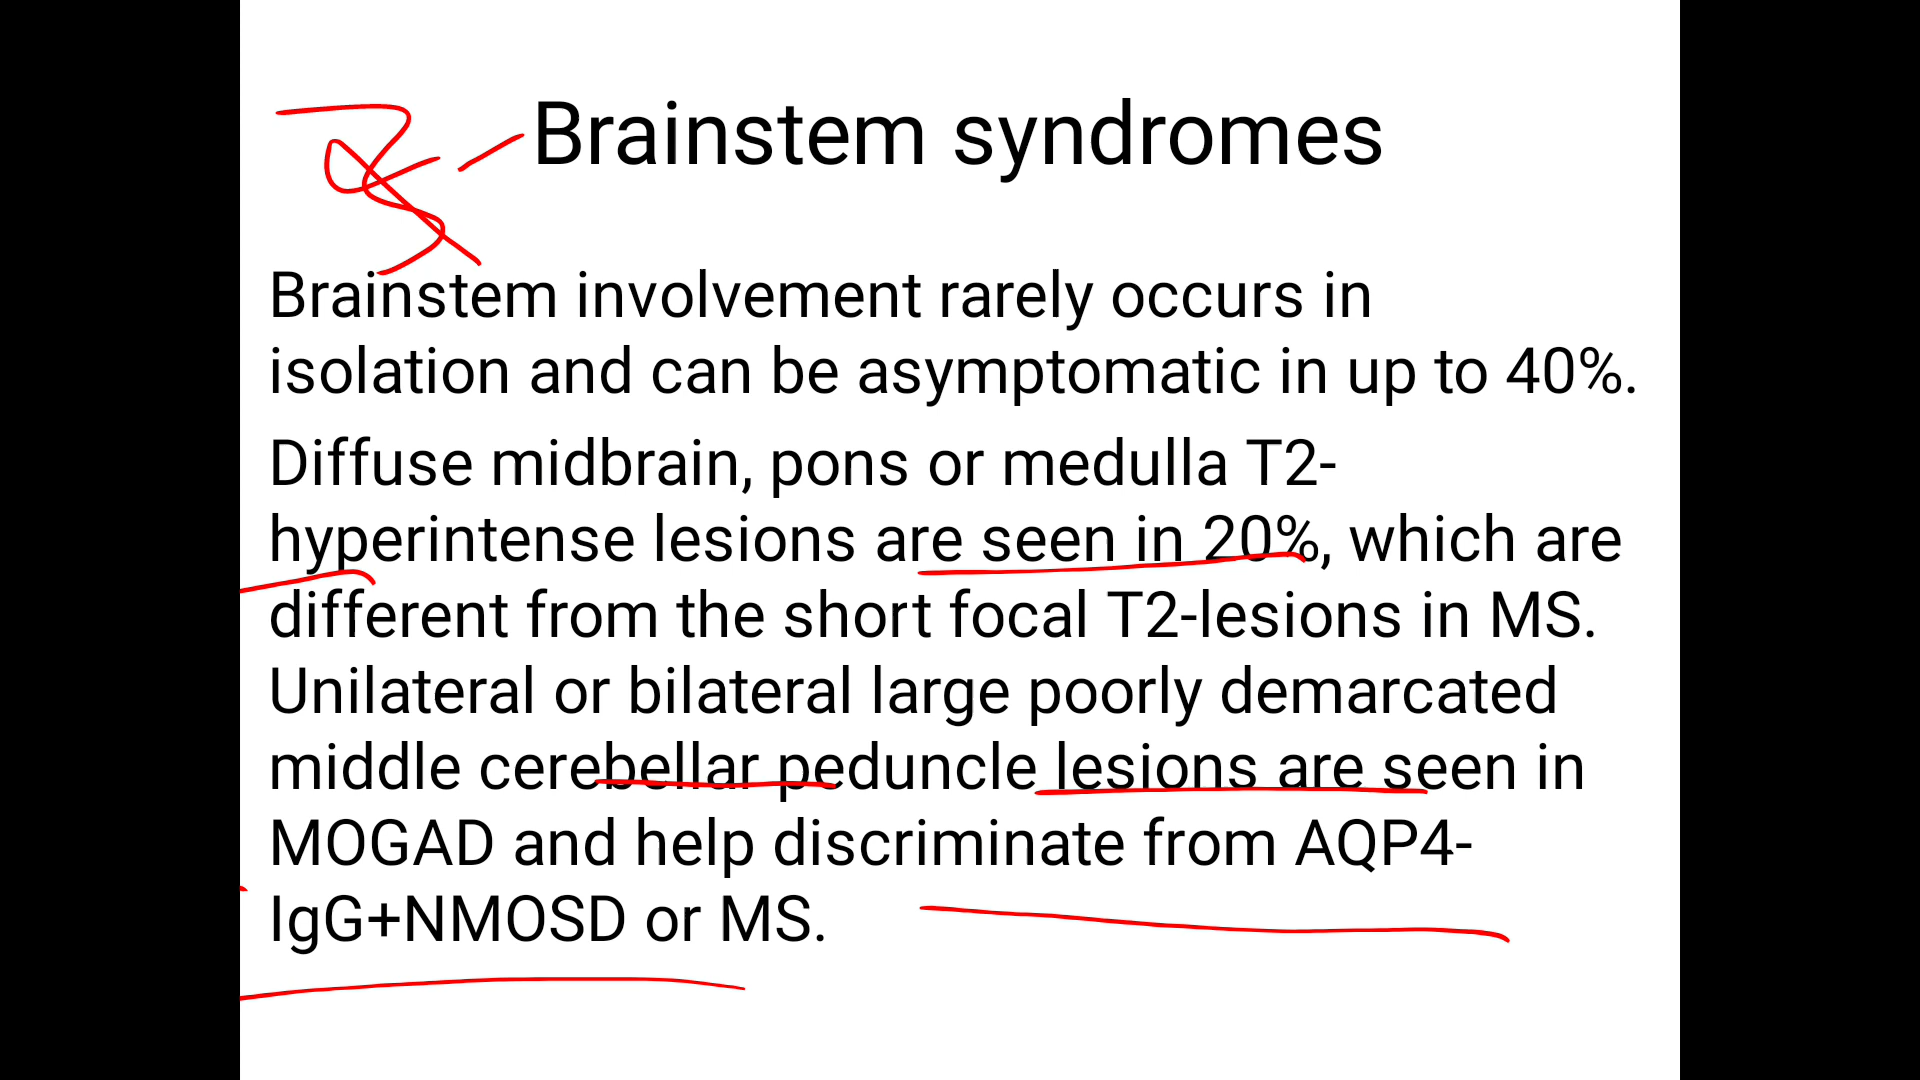 Brainstem syndromes
Brainstem involvement rarely occurs in
isolation and can be asymptomatic in up to 40%.
Diffuse midbrain, pons or medulla T2-
hyperintense lesions are seen in 20%, which are
different from the short focal T2-lesions in MS.
Unilateral or bilateral large poorly demarcated
middle cerebellar peduncle lesions are seen in
MOGAD and help discriminate from AQP4-
IgG+NMOSD or MS.